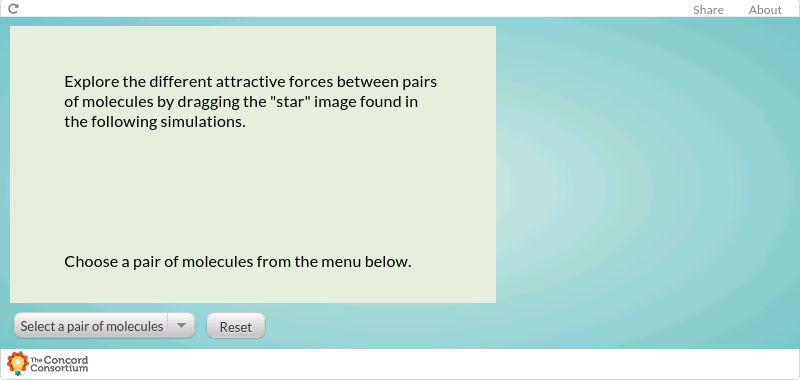 Share About
Explore the different attractive forces between pairs
of molecules by dragging the "star" image found in
the following simulations.
Choose a pair of molecules from the menu below.
Select a pair of molecules Reset
The Concord
Consortium